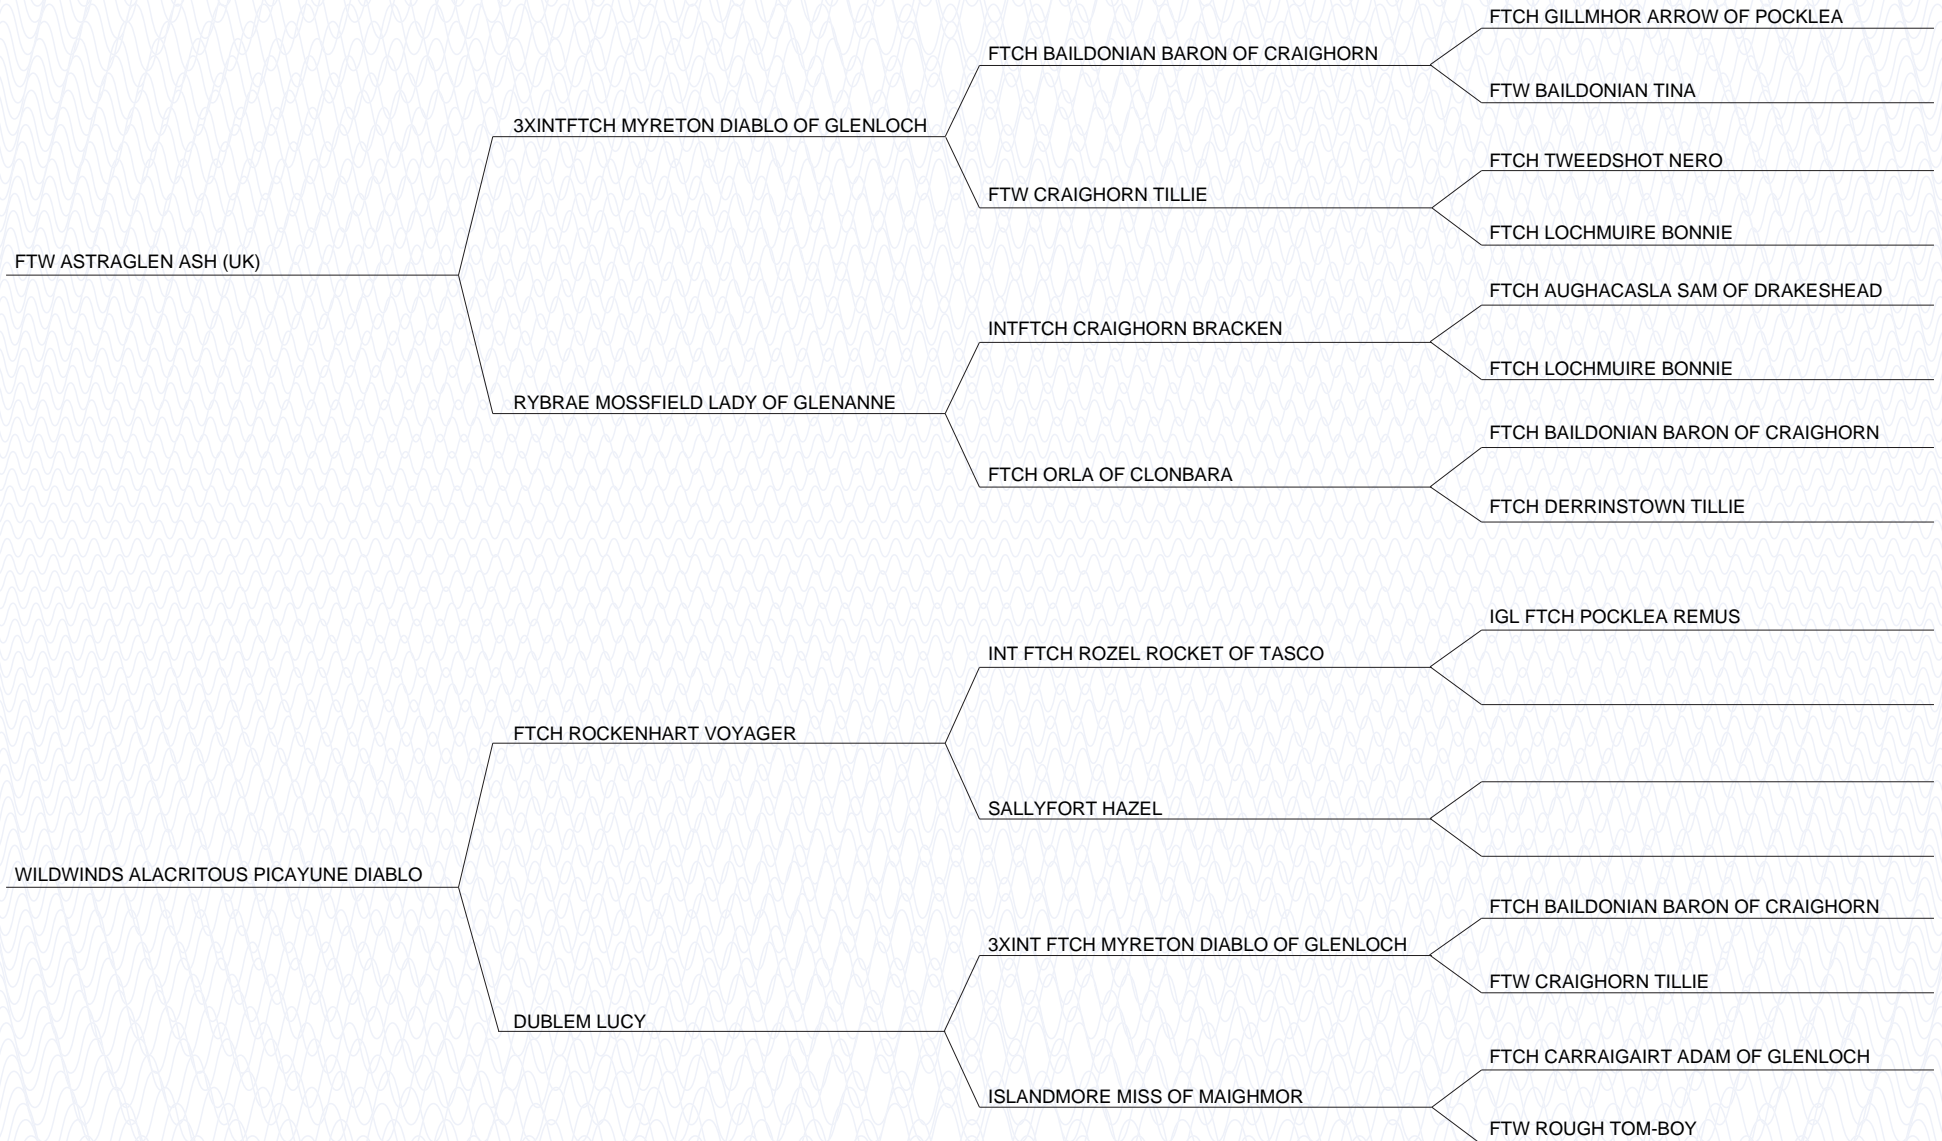 FTCH GILLMHOR ARROW OF POCKLEA
FTCH BAILDONIAN BARON OF CRAIGHORN
FTW BAILDONIAN TINA
3XINTFTCH MYRETON DIABLO OF GLENLOCH
FTCH TWEEDSHOT NERO
FTW CRAIGHORN TILLIE
FTCH LOCHMUIRE BONNIE
FTW ASTRAGLEN ASH (UK)
FTCH AUGHACASLA SAM OF DRAKESHEAD
INTFTCH CRAIGHORN BRACKEN
FTCH LOCHMUIRE BONNIE
RYBRAE MOSSFIELD LADY OF GLENANNE
FTCH BAILDONIAN BARON OF CRAIGHORN
FTCH ORLA OF CLONBARA
FTCH DERRINSTOWN TILLIE
IGL FTCH POCKLEA REMUS
INT FTCH ROZEL ROCKET OF TASCO
FTCH ROCKENHART VOYAGER
SALLYFORT HAZEL
WILDWINDS ALACRITOUS PICAYUNE DIABLO
FTCH BAILDONIAN BARON OF CRAIGHORN
3XINT FTCH MYRETON DIABLO OF GLENLOCH
FTW CRAIGHORN TILLIE
DUBLEM LUCY
FTCH CARRAIGAIRT ADAM OF GLENLOCH
ISLANDMORE MISS OF MAIGHMOR
FTW ROUGH TOM-BOY